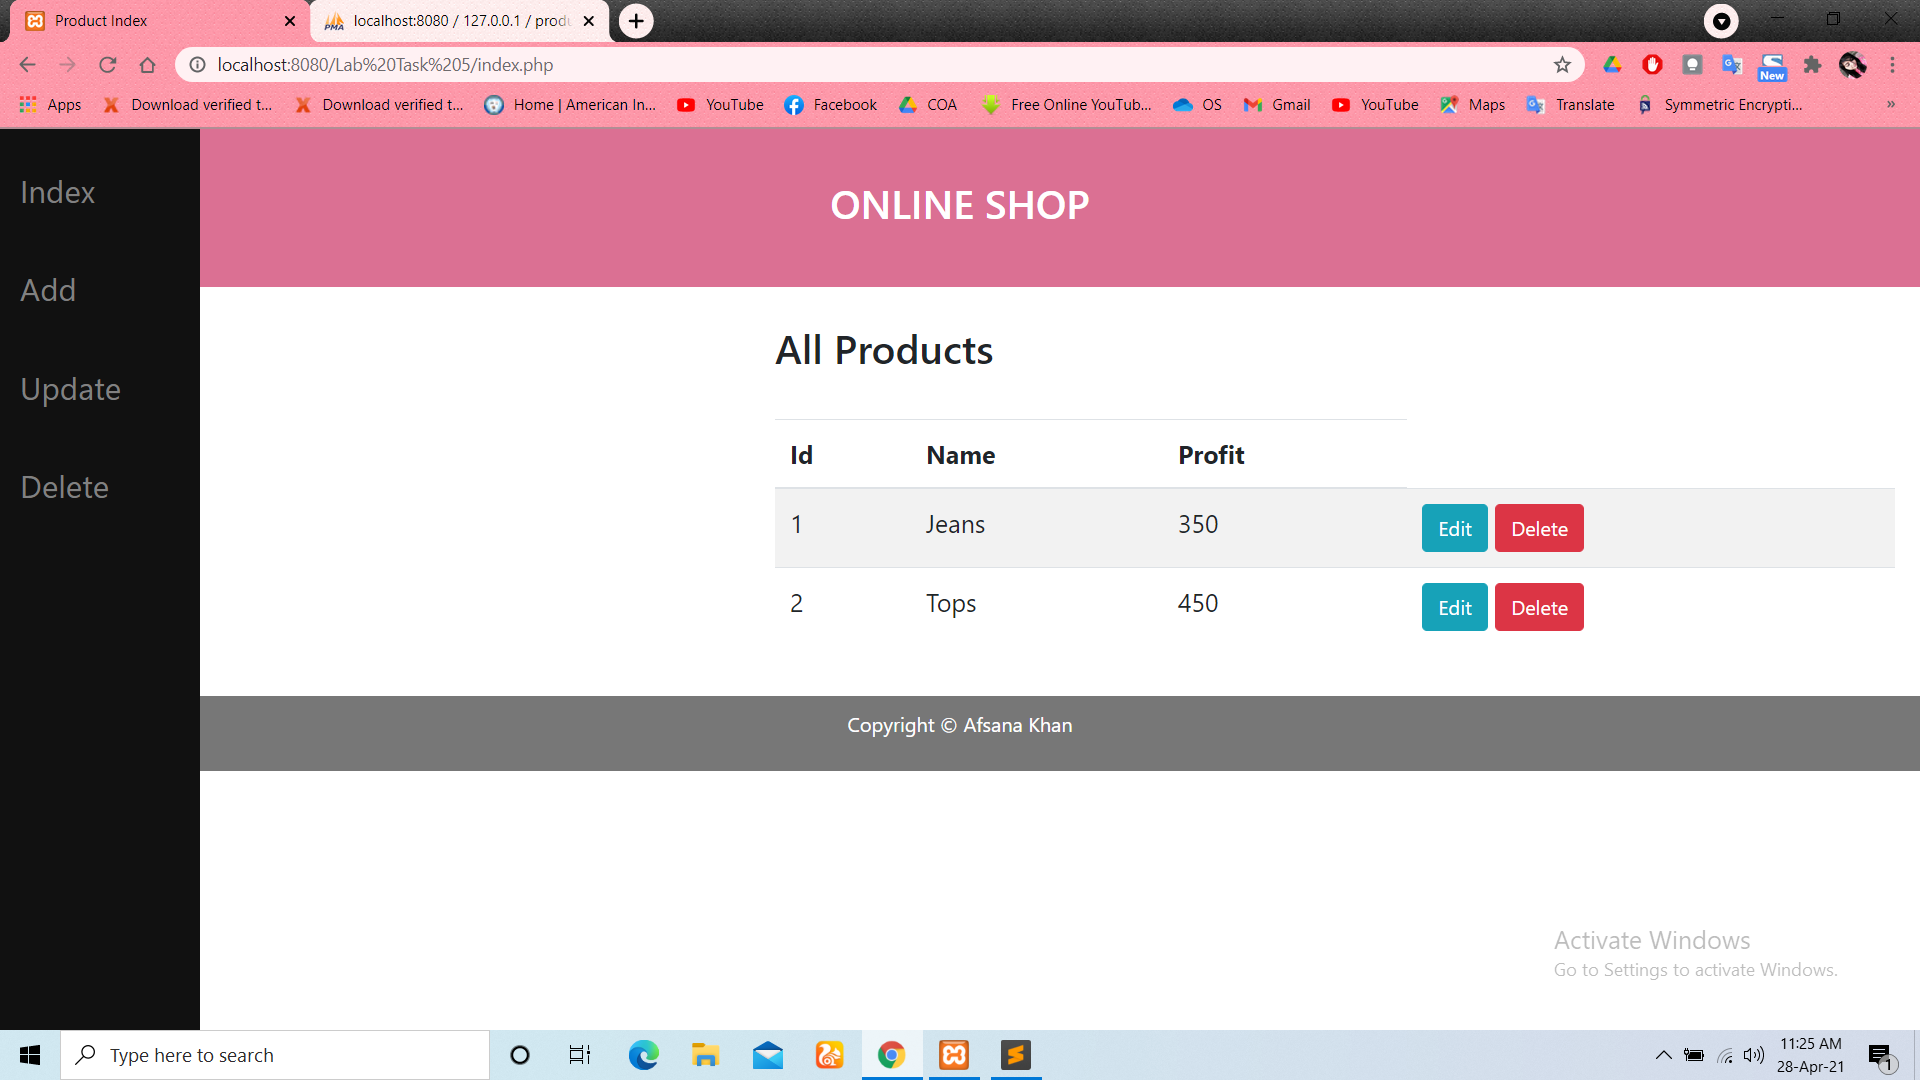 Product Index
PMA localhost:8080 / 127.0.0.1 / produ
localhost:8080/Lab%20Task%205/index.php
New
Apps Download verified t... Download verified t... Home | American In... YouTube Facebook COA Free Online YouTub... OS Gmail YouTube Maps Translate Symmetric Encrypti... »
Index
Add
Update
Delete
ONLINE SHOP
All Products
Id Name Profit
1 Jeans 350 Edit Delete
2 Tops 450 Edit Delete
Copyright © Afsana Khan
Activate Windows
Go to Settings to activate Windows.
Type here to search
11:25 AM
28-Apr-21
1